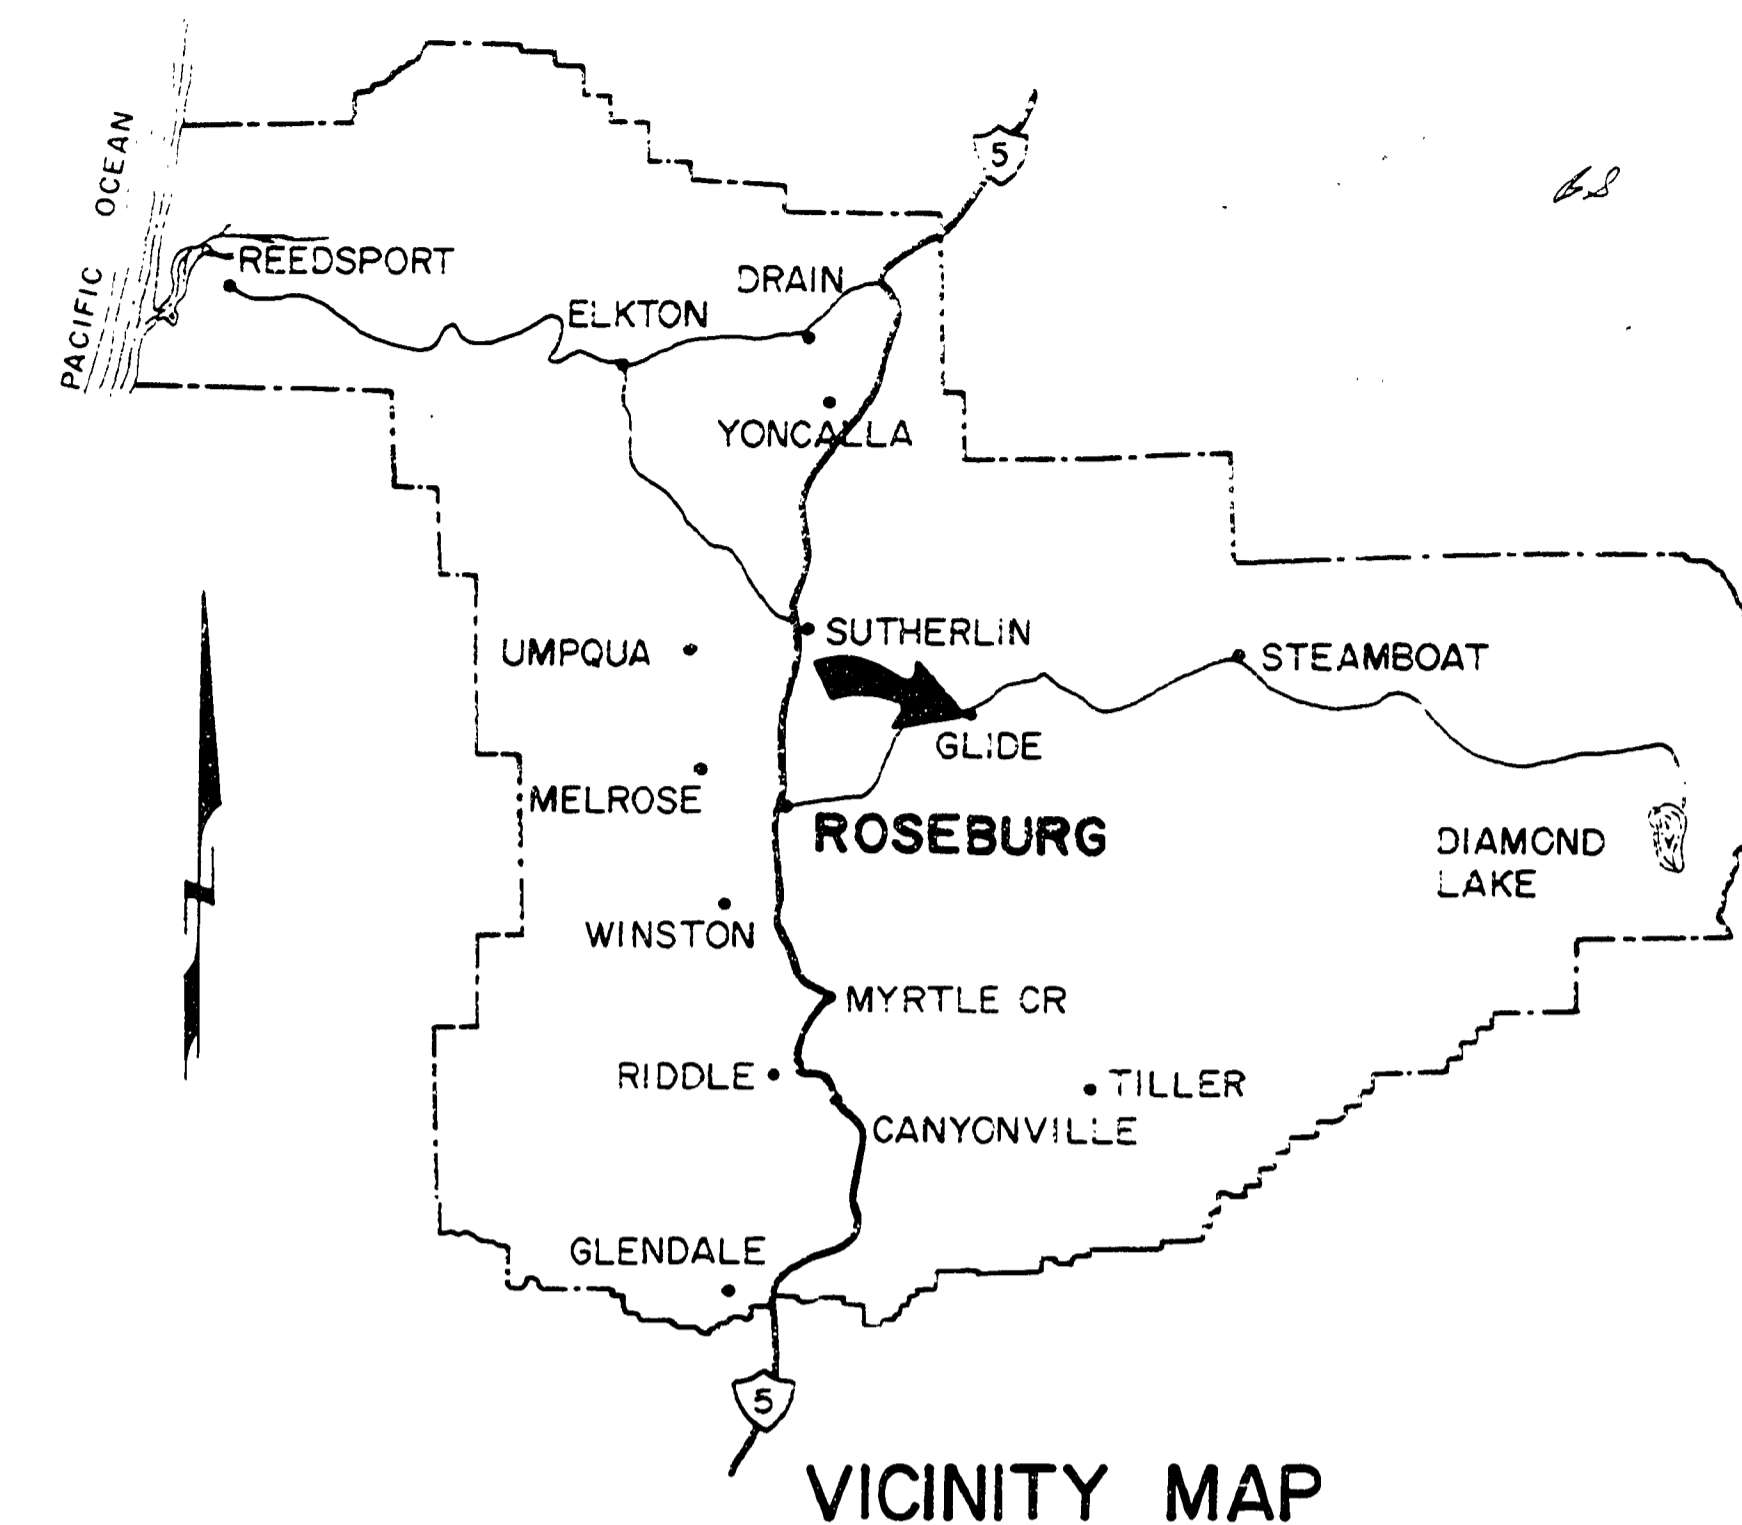 5
PACIFIC OCEAN
REEDSPORT
DRAIN
ELKTON
YONCALLA
SUTHERLIN
UMPQUA
STEAMBOAT
GLIDE
MELROSE
ROSEBURG
DIAMOND
LAKE
WINSTON
MYRTLE CR
RIDDLE
TILLER
CANYONVILLE
GLENDALE
5
VICINITY MAP